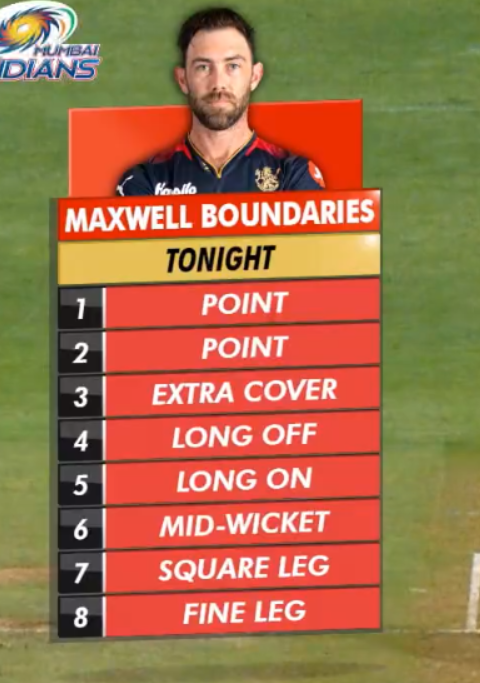 MUMBAI
INDIANS
Kajaria
MAXWELL BOUNDARIES
TONIGHT
1 POINT
2 POINT
3 EXTRA COVER
4 LONG OFF
5 LONG ON
6 MID-WICKET
7 SQUARE LEG
8 FINE LEG